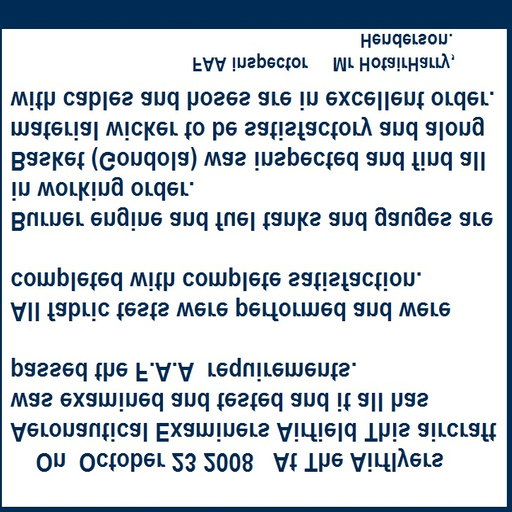 On October 23 2008 At The Airflyers
Aeronautical Examiners Airfield This aircraft
was examined and tested and it all has
passed the F.A.A requirements.
All fabric tests were performed and were
completed with complete satisfaction.
Burner engine and fuel tanks and gauges are
in working order.
Basket (Gondola) was inspected and find all
material wicker to be satisfactory and along
with cables and hoses are in excellent order.
FAA inspector Mr HotairHarry,
Henderson.